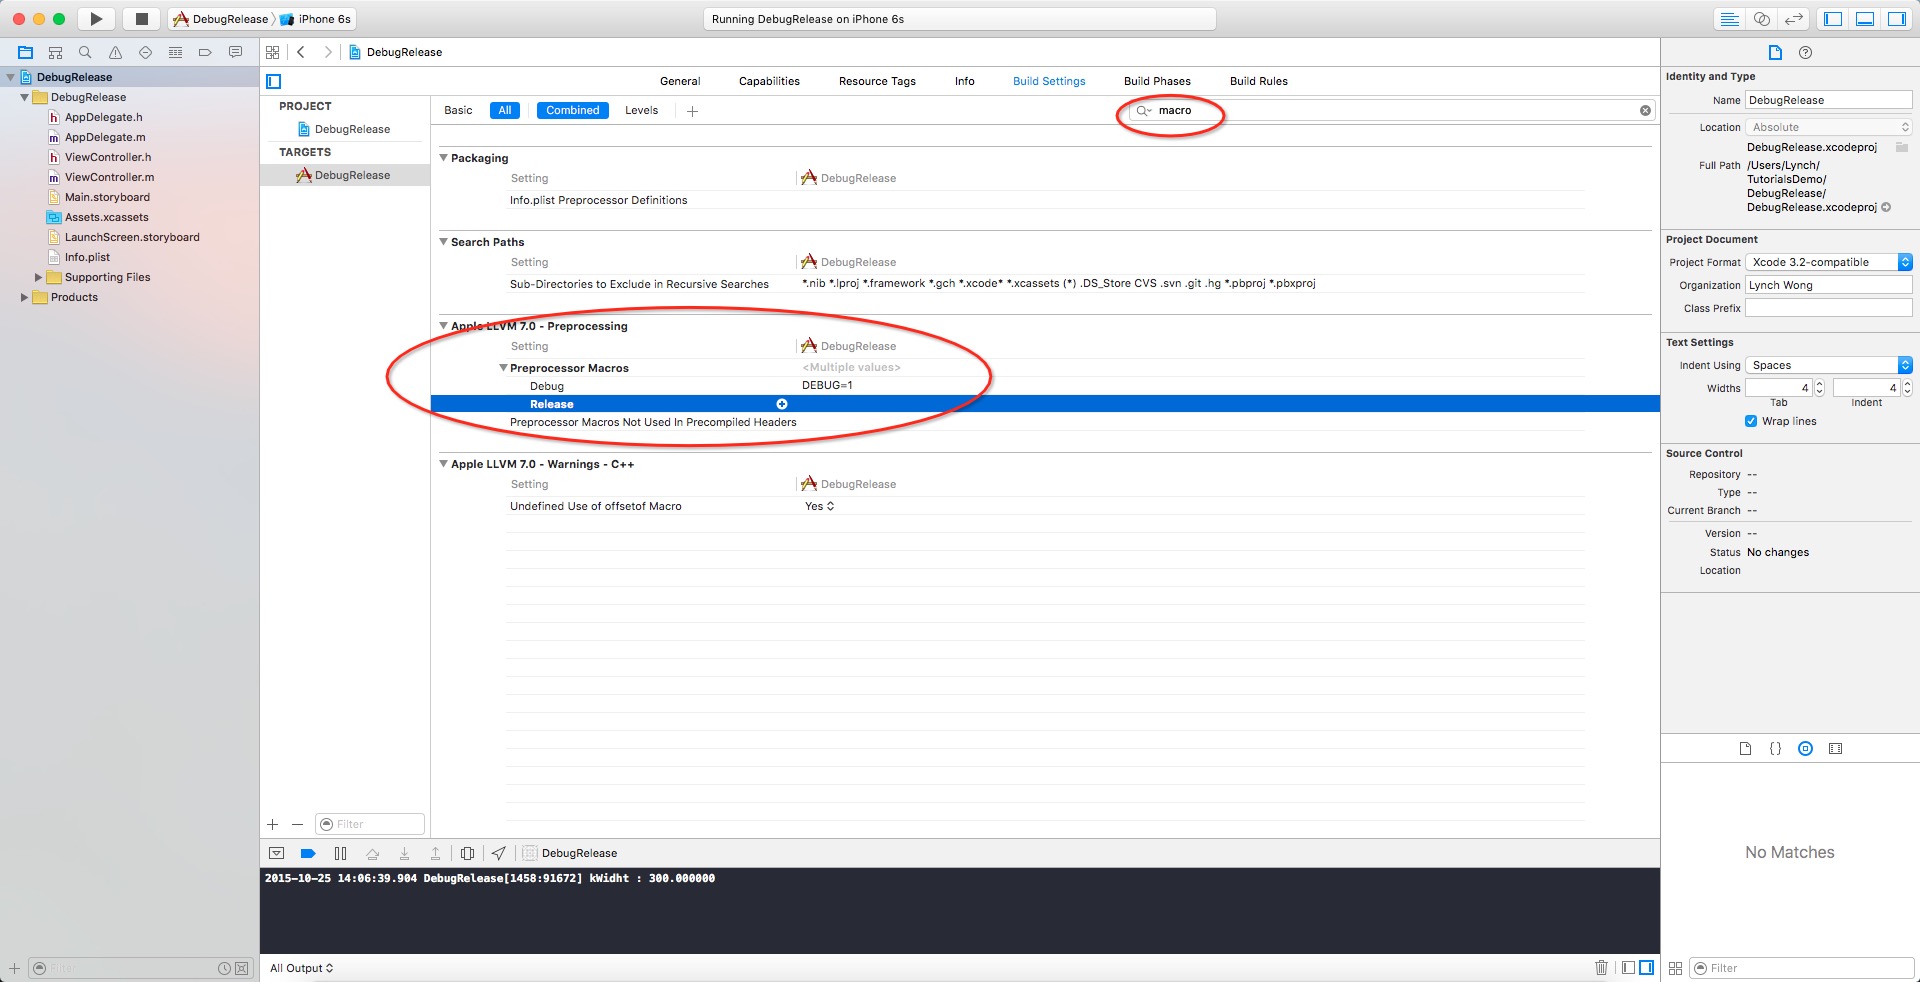 DebugRelease iPhone 6s
Running DebugRelease on iPhone 6s
DebugRelease
DebugRelease
AppDelegate.h
AppDelegate.m
ViewController.h
ViewController.m
Main.storyboard
Assets.xcassets
LaunchScreen.storyboard
Info.plist
Supporting Files
Products
Filter
DebugRelease
General Capabilities Resource Tags Info Build Settings Build Phases Build Rules
PROJECT
DebugRelease
TARGETS
DebugRelease
Filter
Basic All Combined Levels macro
Packaging
Setting DebugRelease
Info.plist Preprocessor Definitions
Search Paths
Setting DebugRelease
Sub-Directories to Exclude in Recursive Searches *.nib *.lproj *.framework *.gch *.xcode* *.xcassets (*) .DS_Store CVS .svn .git .hg *.pbproj *.pbxproj
Apple LLVM 7.0 - Preprocessing
Setting DebugRelease
Preprocessor Macros <Multiple values>
Debug DEBUG=1
Release
Preprocessor Macros Not Used In Precompiled Headers
Apple LLVM 7.0 - Warnings - C++
Setting DebugRelease
Undefined Use of offsetof Macro Yes
DebugRelease
2015-10-25 14:06:39.904 DebugRelease[1458:91672] kWidht : 300.000000
All Output
Identity and Type
Name DebugRelease
Location Absolute
DebugRelease.xcodeproj
Full Path /Users/Lynch/
TutorialsDemo/
DebugRelease/
DebugRelease.xcodeproj
Project Document
Project Format Xcode 3.2-compatible
Organization Lynch Wong
Class Prefix
Text Settings
Indent Using Spaces
Widths 4 4
Tab Indent
Wrap lines
Source Control
Repository --
Type --
Current Branch --
Version --
Status No changes
Location
{}
No Matches
Filter